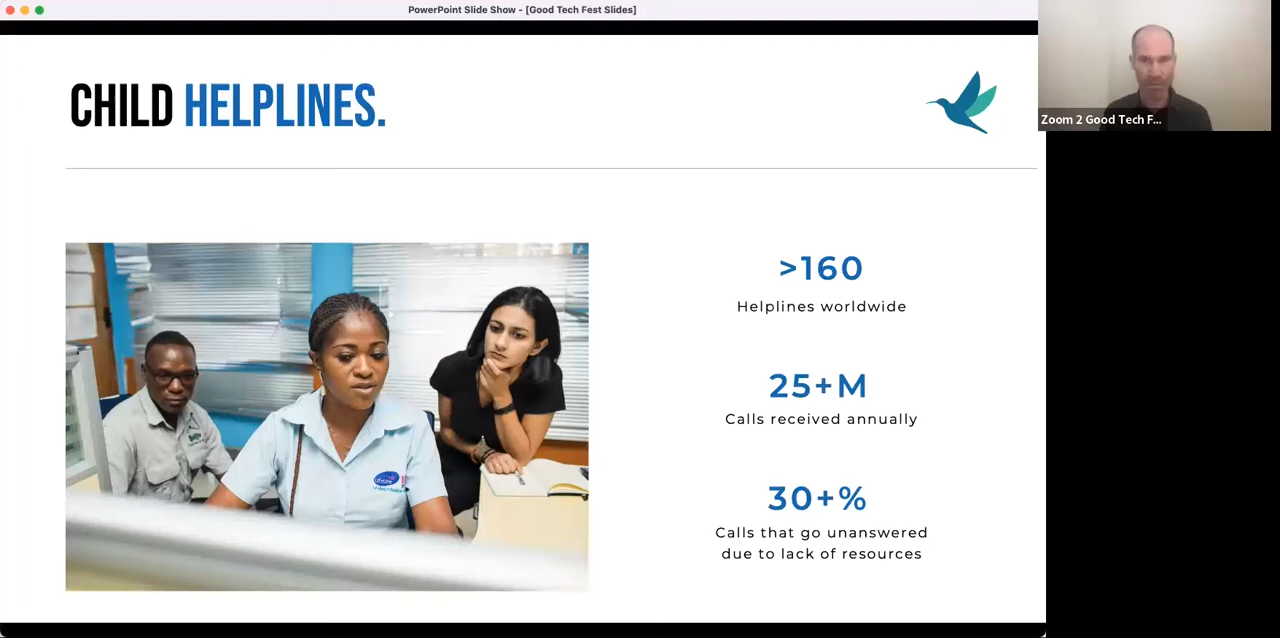 PowerPoint Slide Show - [Good Tech Fest Slides]
CHILD HELPLINES.
Zoom 2 Good Tech F...
>160
Helplines worldwide
25+M
Calls received annually
30+%
Calls that go unanswered
due to lack of resources